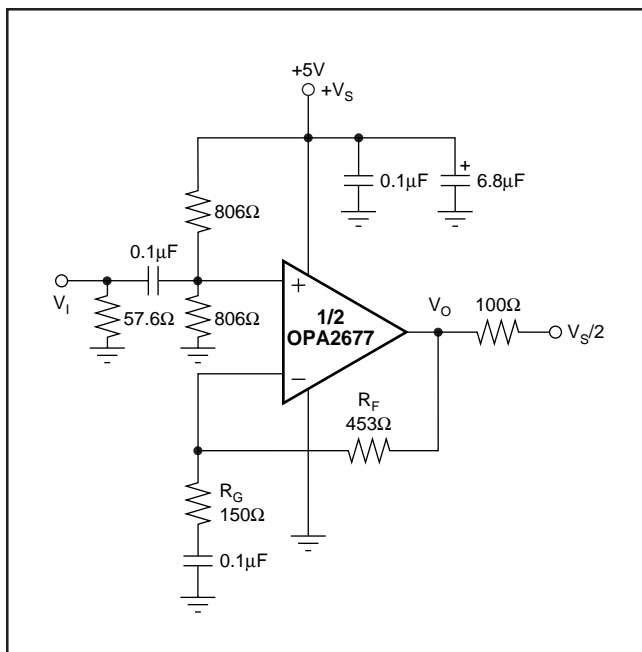 +5V
+V_S
0.1µF
+
6.8µF
806Ω
0.1µF
V_I
57.6Ω
806Ω
+
1/2
OPA2677
−
V_O
100Ω
V_S/2
R_F
453Ω
R_G
150Ω
0.1µF